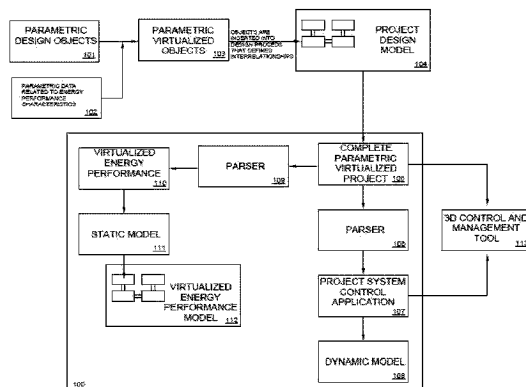 PARAMETRIC
DESIGN OBJECTS
101
PARAMETRIC DATA
RELATED TO ENERGY
PERFORMANCE
CHARACTERISTICS
102
PARAMETRIC
VIRTUALIZED
OBJECTS
103
OBJECTS ARE
INSERTED INTO
DESIGN PROCESS
THAT DEFINED
INTERRELATIONSHIPS
PROJECT
DESIGN
MODEL
104
VIRTUALIZED
ENERGY
PERFORMANCE
110
PARSER
109
COMPLETE
PARAMETRIC
VIRTUALIZED
PROJECT
STATIC MODEL
111
PARSER
106
3D CONTROL AND
MANAGEMENT
TOOL
VIRTUALIZED
ENERGY
PERFORMANCE
MODEL
112
PROJECT SYSTEM
CONTROL
APPLICATION
107
DYNAMIC MODEL
108
100